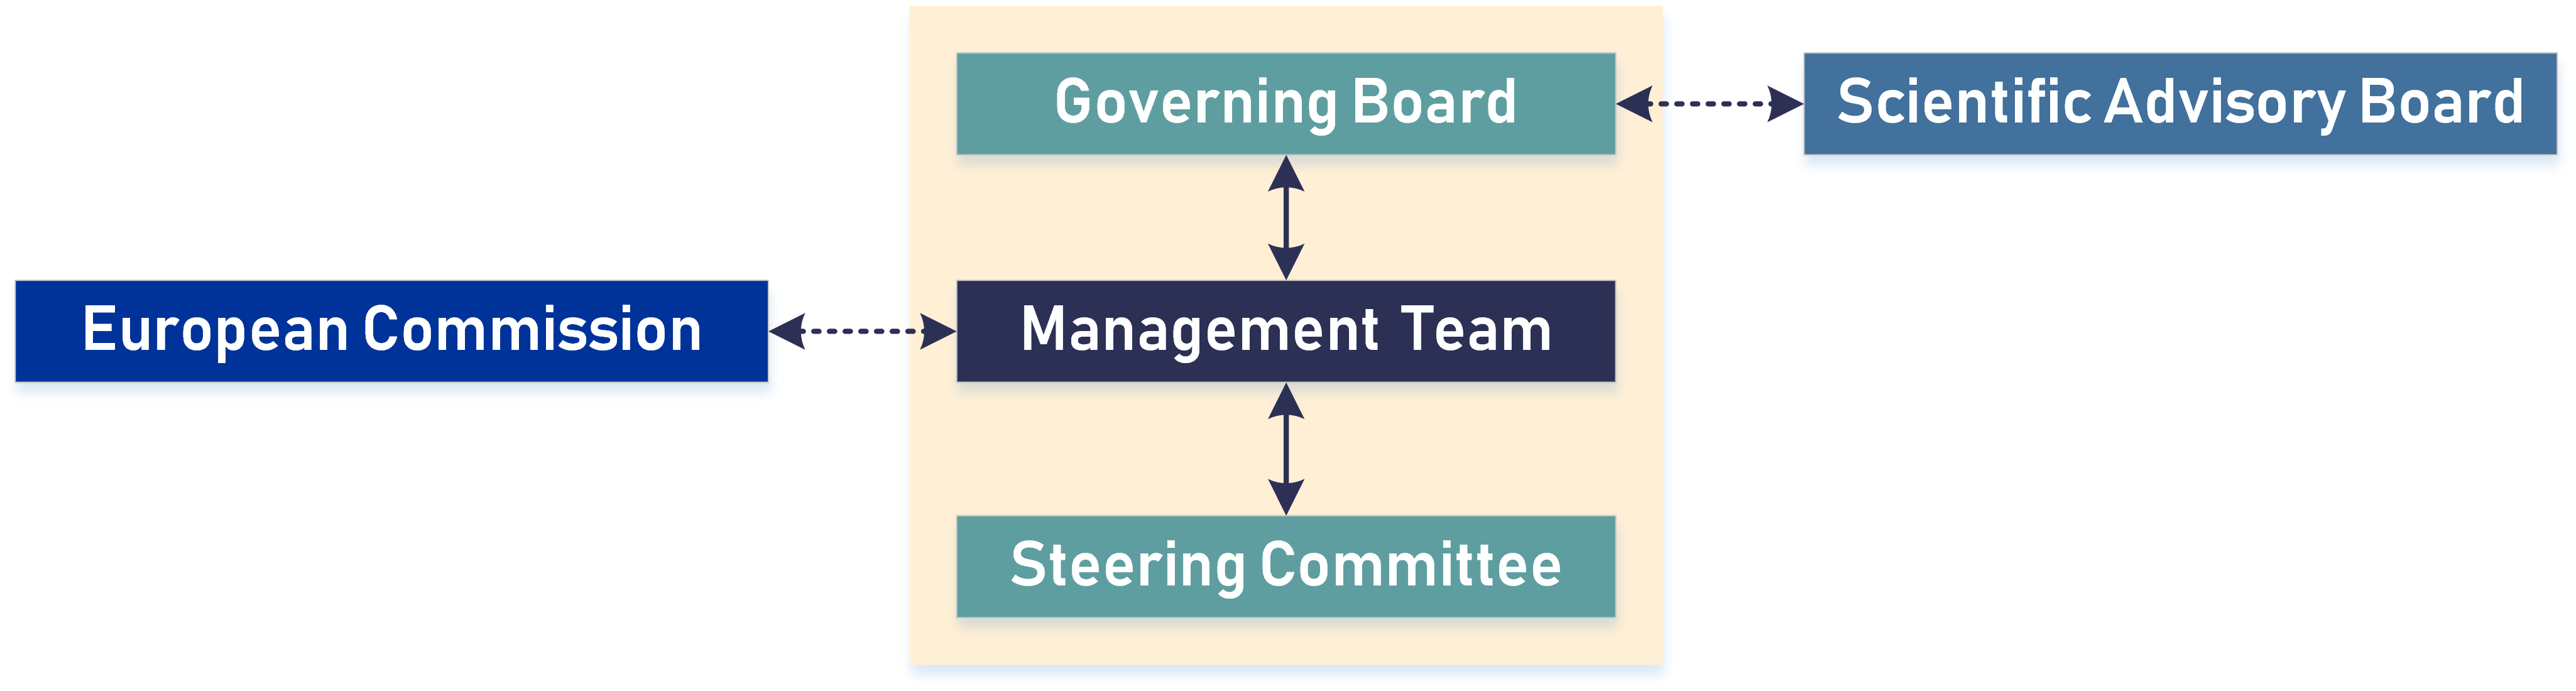 Governing Board
Scientific Advisory Board
European Commission
Management Team
Steering Committee